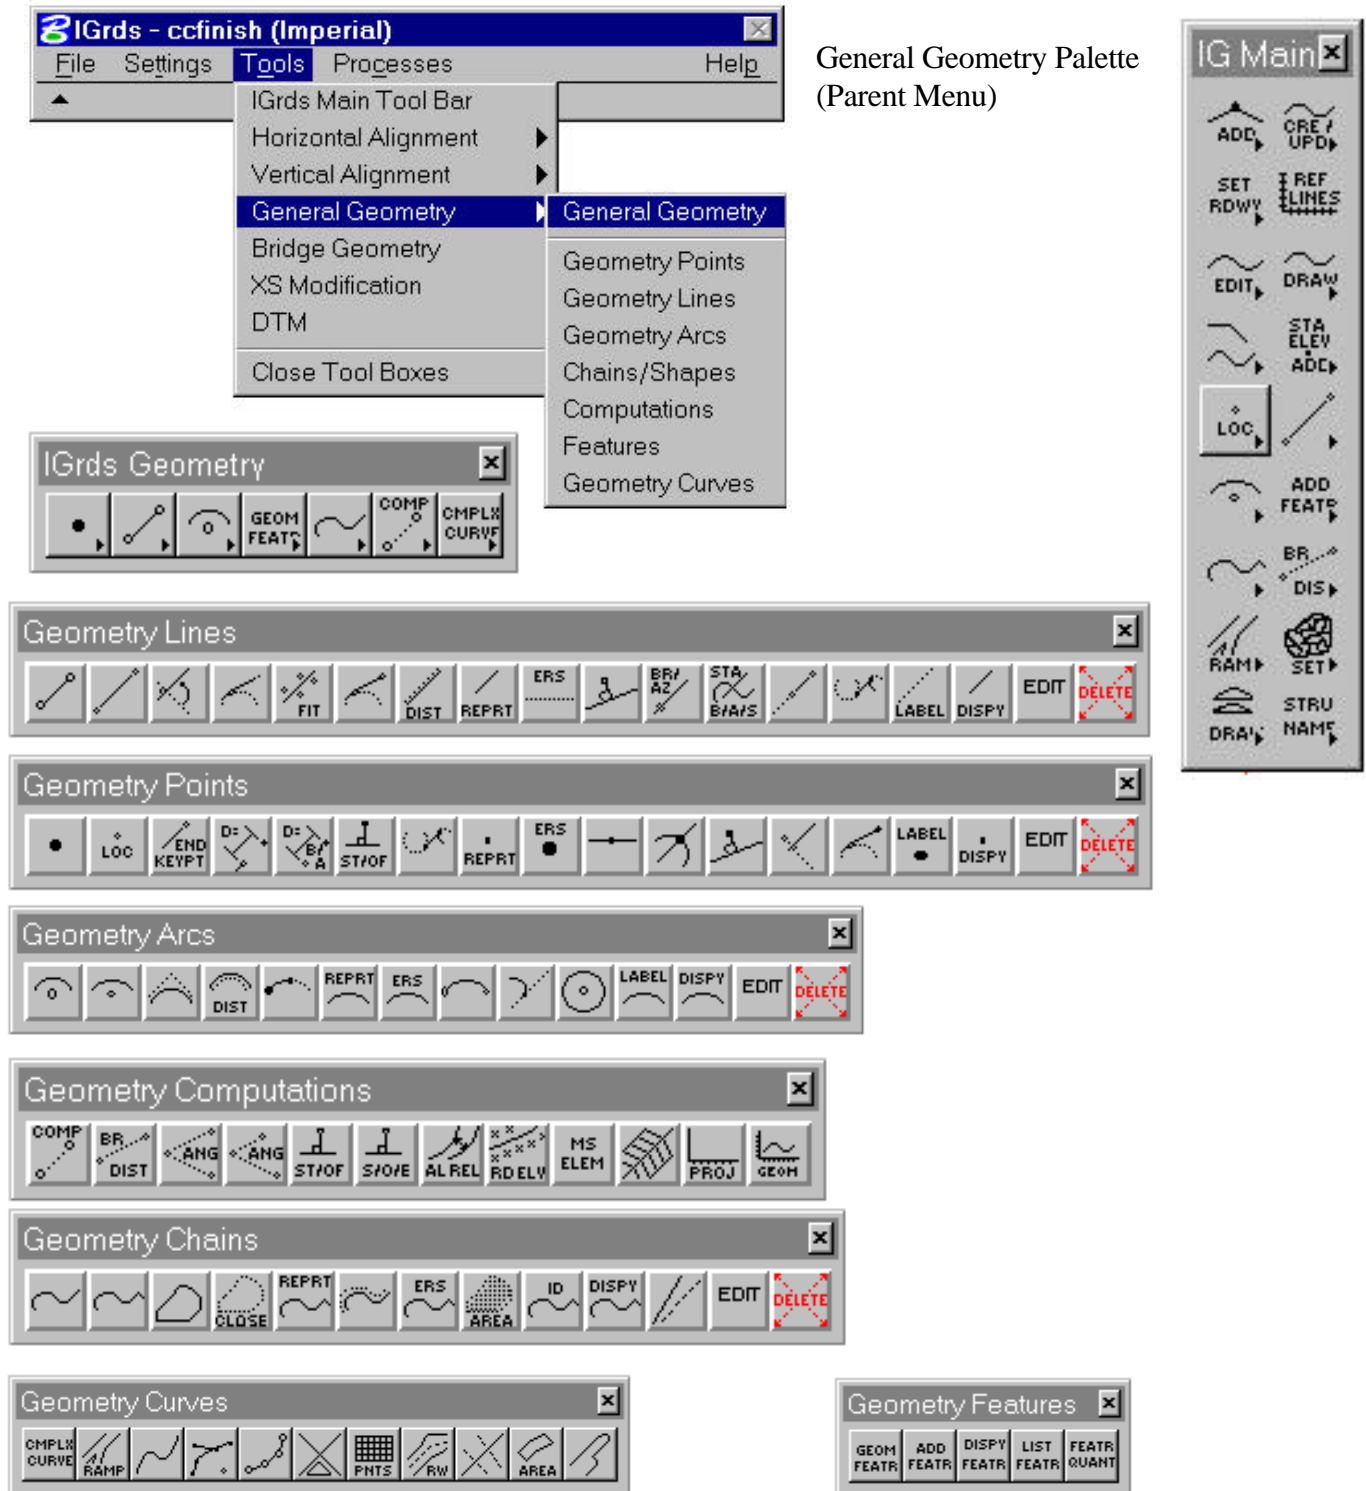 IGrds - ccfinish (Imperial)
File Settings Tools Processes Help
IGrds Main Tool Bar
Horizontal Alignment
Vertical Alignment
General Geometry
Bridge Geometry
XS Modification
DTM
Close Tool Boxes
General Geometry
Geometry Points
Geometry Lines
Geometry Arcs
Chains/Shapes
Computations
Features
Geometry Curves
General Geometry Palette
(Parent Menu)
IG Main
ADD CRE/
UPD
SET REF
RDWY LINES
EDIT DRAW
STA
ELEV
ADD
LOC
ADD
FEATR
BR
DIS
RAMP SET
DRAW STRU
NAME
IGrds Geometry
GEOM COMP CMPLX
FEATR CURVE
Geometry Lines
FIT DIST REPRT ERS BR/ STA
AZ B/A/S LABEL DISPY EDIT DELETE
Geometry Points
LOC END D= D= ST/OF REPRT ERS LABEL DISPY EDIT DELETE
KEYPT B/
A
Geometry Arcs
DIST REPRT ERS LABEL DISPY EDIT DELETE
Geometry Computations
COMP BR ANG ANG ST/OF S/O/E AL REL RD ELV MS PROJ GEOM
DIST ELEM
Geometry Chains
CLOSE REPRT ERS AREA ID DISPY EDIT DELETE
Geometry Curves
CMPLX RAMP PNTS RW AREA
CURVE
Geometry Features
GEOM ADD DISPY LIST FEATR
FEATR FEATR FEATR FEATR QUANT